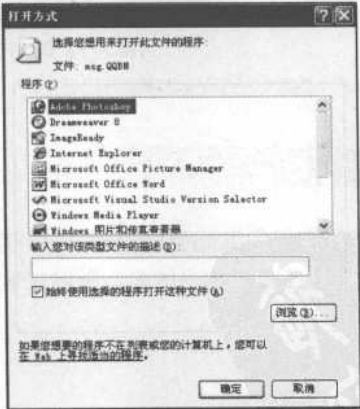 打开方式
选择您想用来打开此文件的程序:
文件: msg.QQDM
程序(P)
Adobe Photoshop
Dreamweaver 8
ImageReady
Internet Explorer
Microsoft Office Picture Manager
Microsoft Office Word
Microsoft Visual Studio Version Selector
Windows Media Player
Windows 图片和传真查看器
输入您对该类型文件的描述(D):
始终使用选择的程序打开这种文件(A)
浏览(B)...
如果您想要的程序不在列表或您的计算机上,您可以
在 Web 上寻找适当的程序。
确定
取消